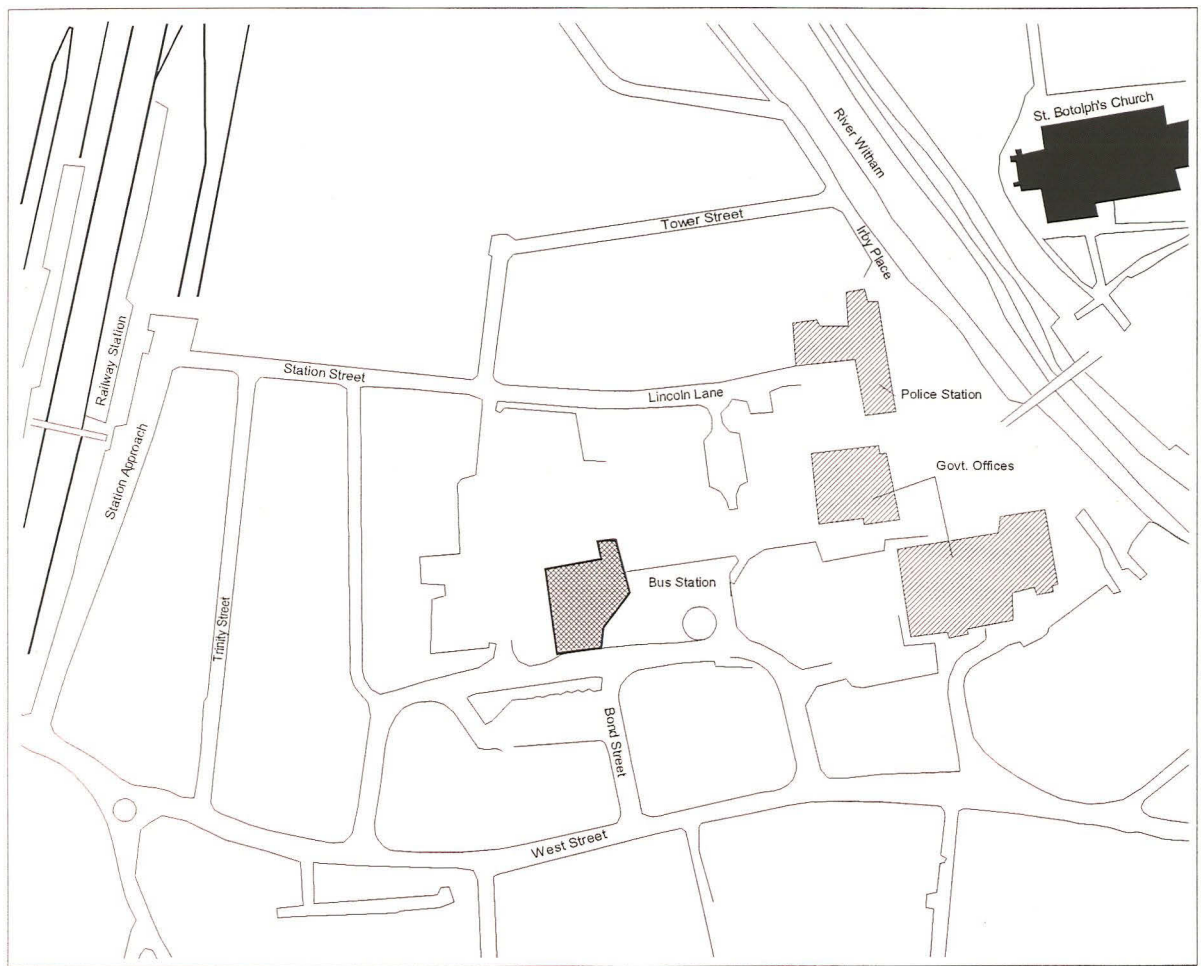 St. Botolph's Church
River Witham
Tower Street
Irby Place
Railway Station
Station Street
Lincoln Lane
Police Station
Station Approach
Govt. Offices
Bus Station
Trinity Street
Bond Street
West Street